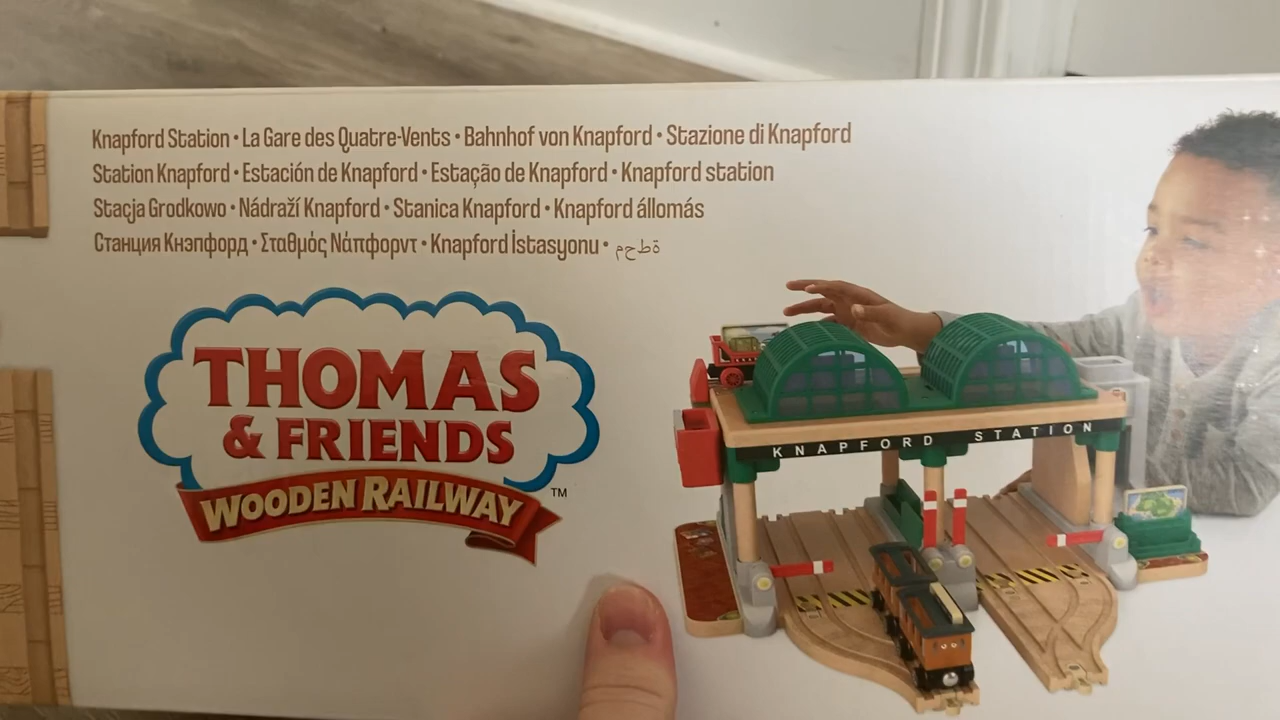 Knapford Station • La Gare des Quatre-Vents • Bahnhof von Knapford • Stazione di Knapford
Station Knapford • Estación de Knapford • Estação de Knapford • Knapford station
Stacja Grodkowo • Nádraží Knapford • Stanica Knapford • Knapford állomás
Станция Кнэпфорд • Σταθμός Νάπφορντ • Knapford İstasyonu • ةطحم
THOMAS
& FRIENDS
WOODEN RAILWAY™
KNAPFORD STATION